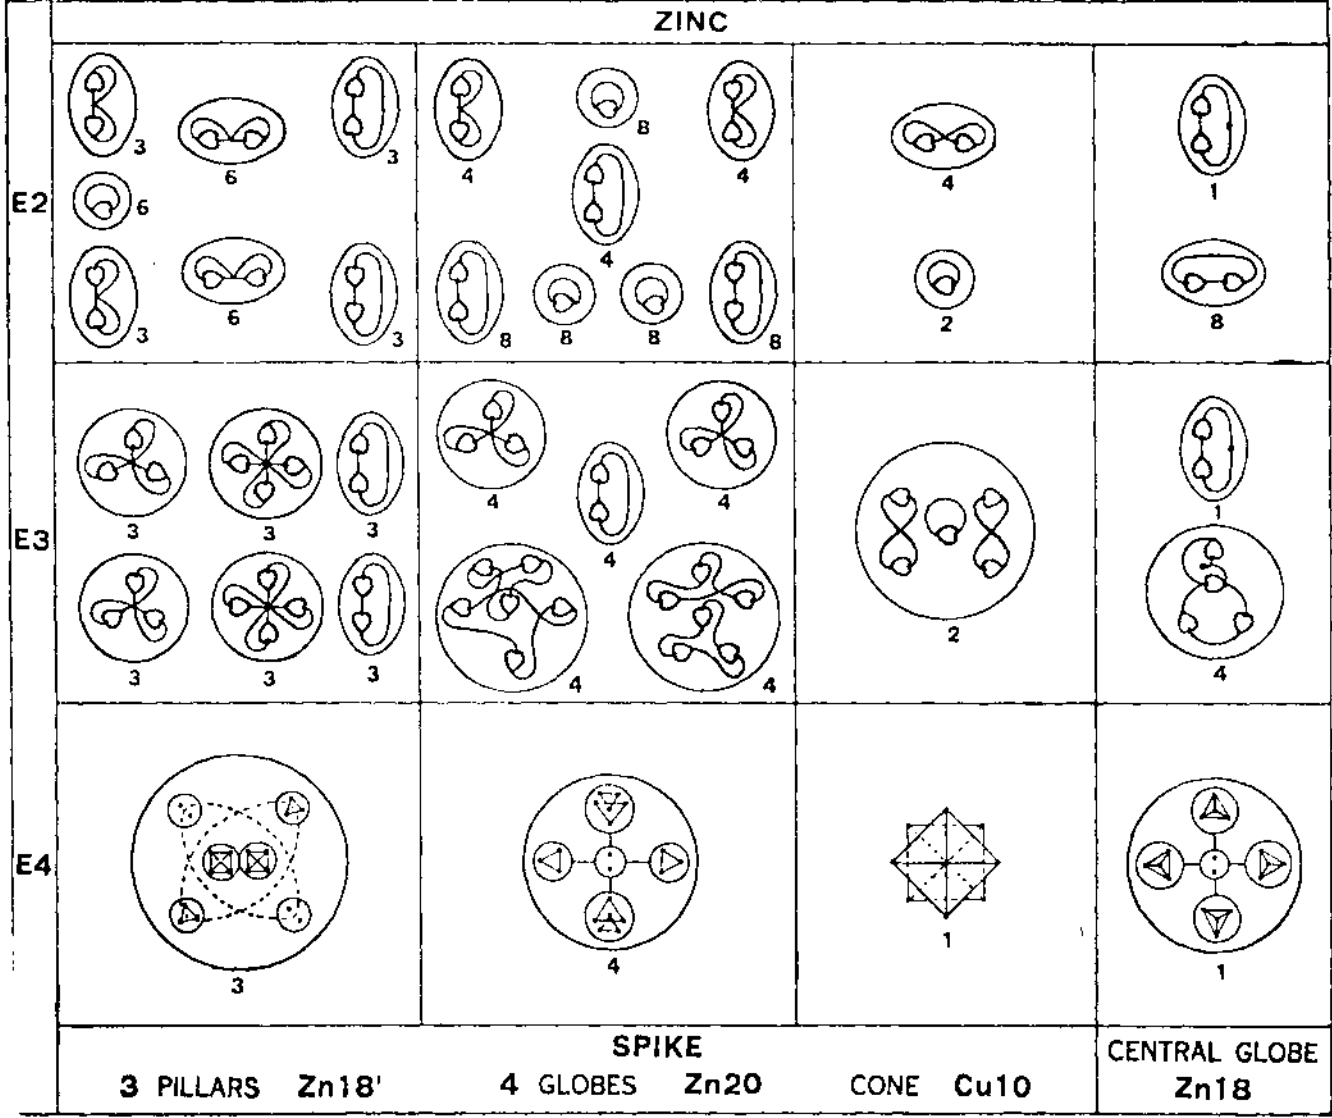 ZINC
E2
3 6 3
6
3 6 3
4 8 4
4
8 8 8 8
4
2
1
8
E3
3 3 3
3 3 3
4 4
4
4 4
2
1
4
E4
3 4 1 1
SPIKE
3 PILLARS Zn18' 4 GLOBES Zn20 CONE Cu10
CENTRAL GLOBE
Zn18